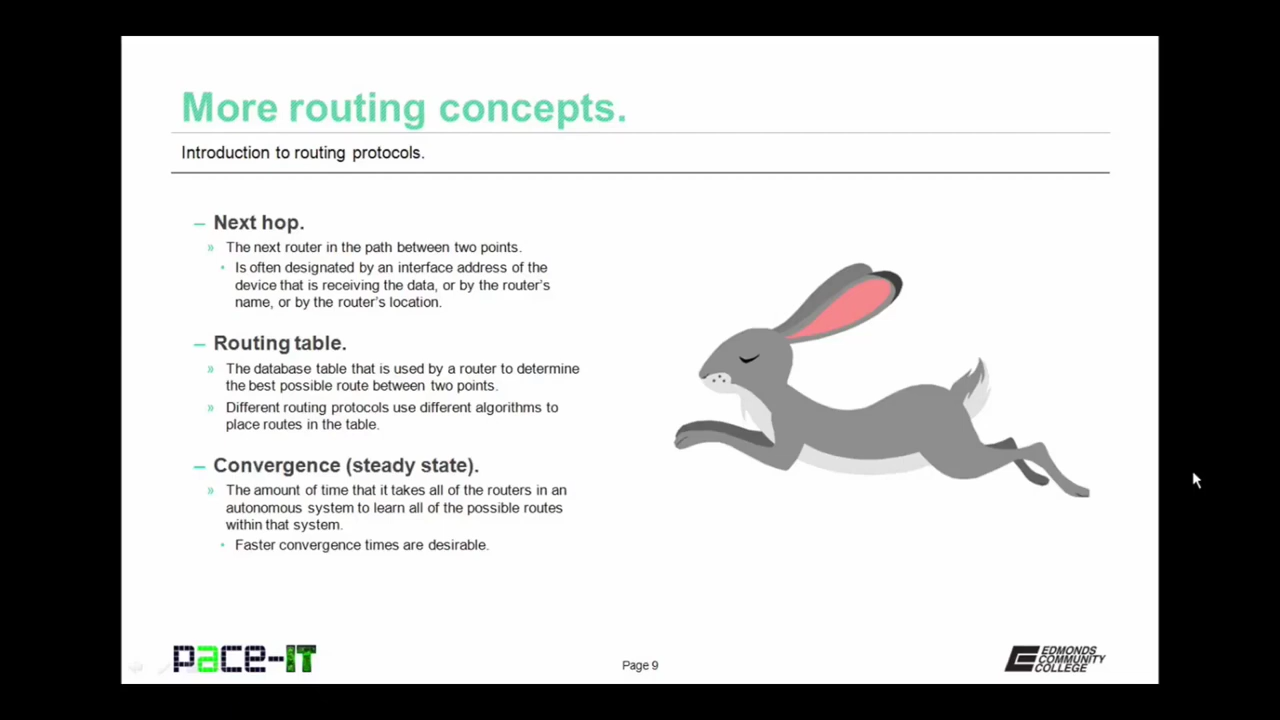 More routing concepts.
Introduction to routing protocols.
– Next hop.
» The next router in the path between two points.
• Is often designated by an interface address of the
device that is receiving the data, or by the router's
name, or by the router's location.
– Routing table.
» The database table that is used by a router to determine
the best possible route between two points.
» Different routing protocols use different algorithms to
place routes in the table.
– Convergence (steady state).
» The amount of time that it takes all of the routers in an
autonomous system to learn all of the possible routes
within that system.
• Faster convergence times are desirable.
pace-IT
Page 9
EDMONDS
COMMUNITY
COLLEGE